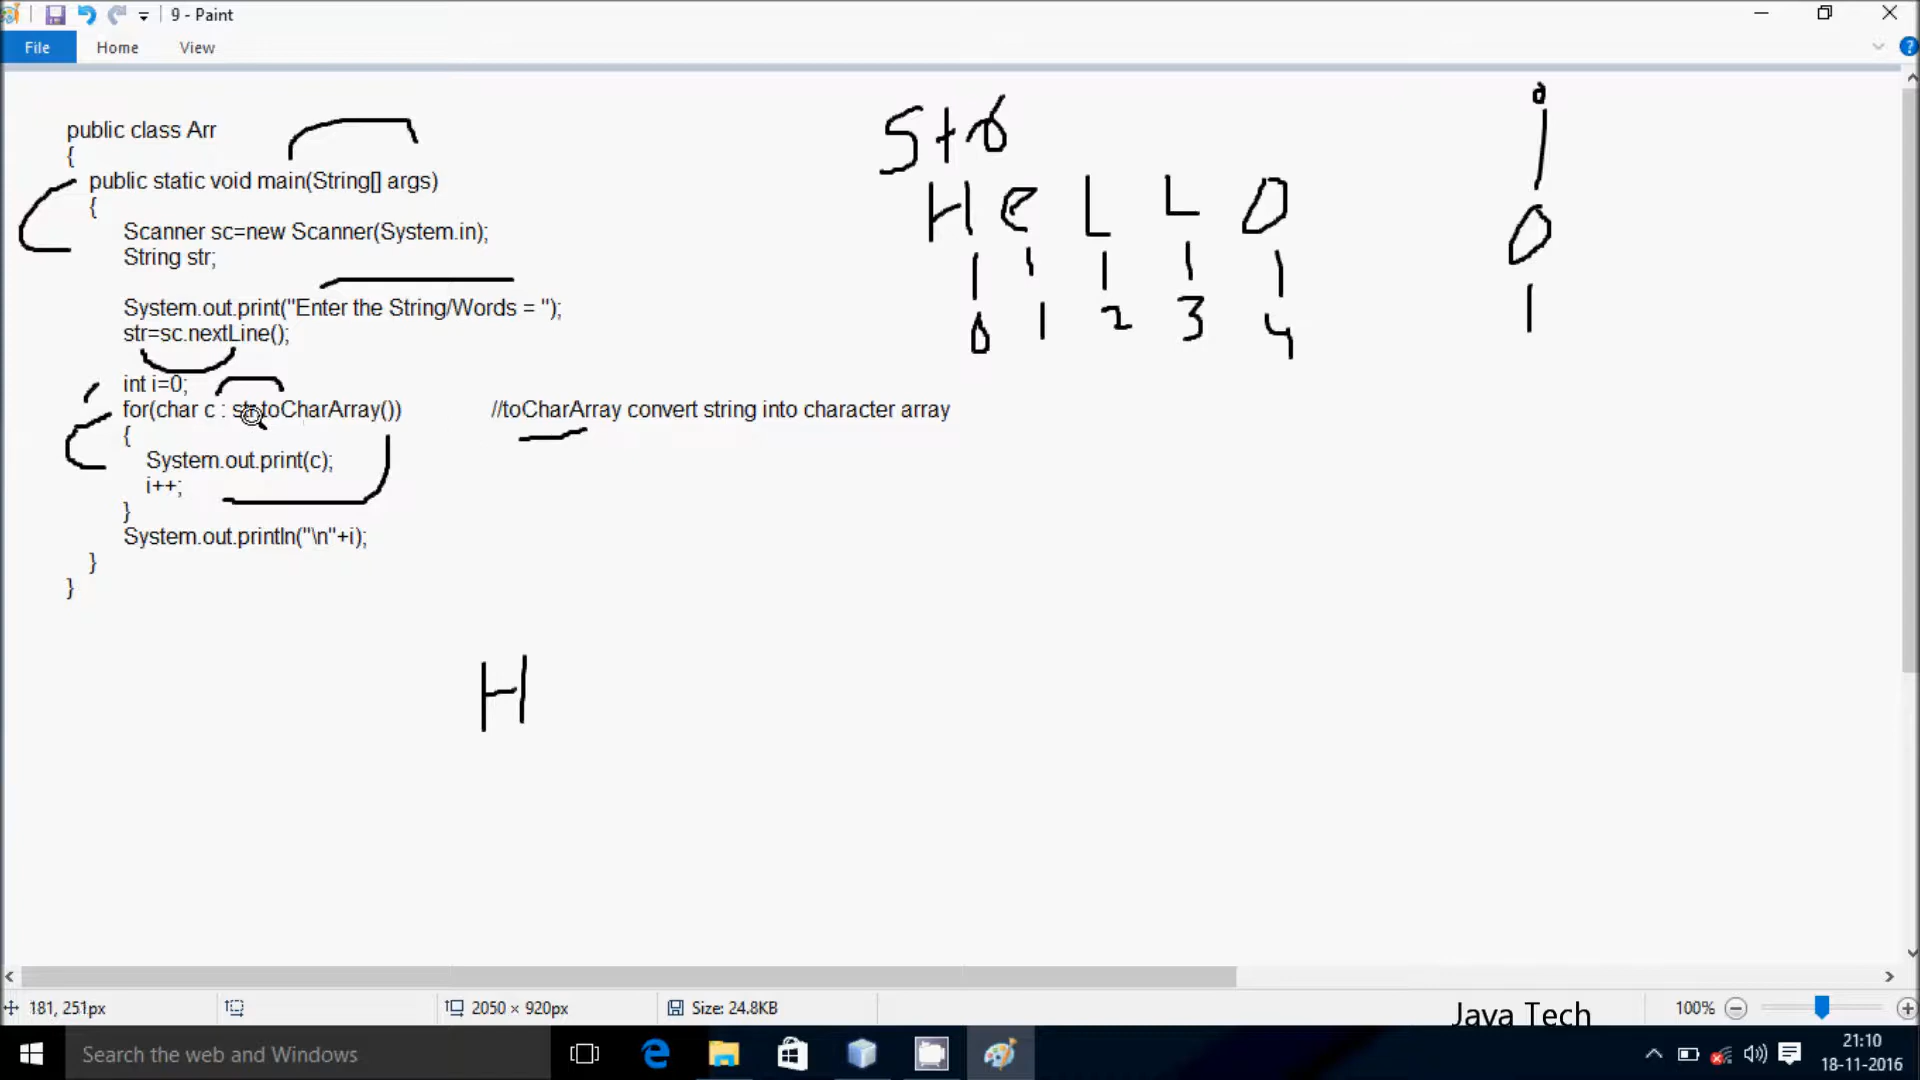 9 - Paint
File Home View
public class Arr
{
public static void main(String[] args)
{
Scanner sc=new Scanner(System.in);
String str;
System.out.print("Enter the String/Words = ");
str=sc.nextLine();
int i=0;
for(char c : str.toCharArray()) //toCharArray convert string into character array
{
System.out.print(c);
i++;
}
System.out.println("\n"+i);
}
}
Str
H e L L O
0 1 2 3 4
i
0
1
H
181, 251px 2050 × 920px Size: 24.8KB 100%
Java Tech
Search the web and Windows
21:10
18-11-2016